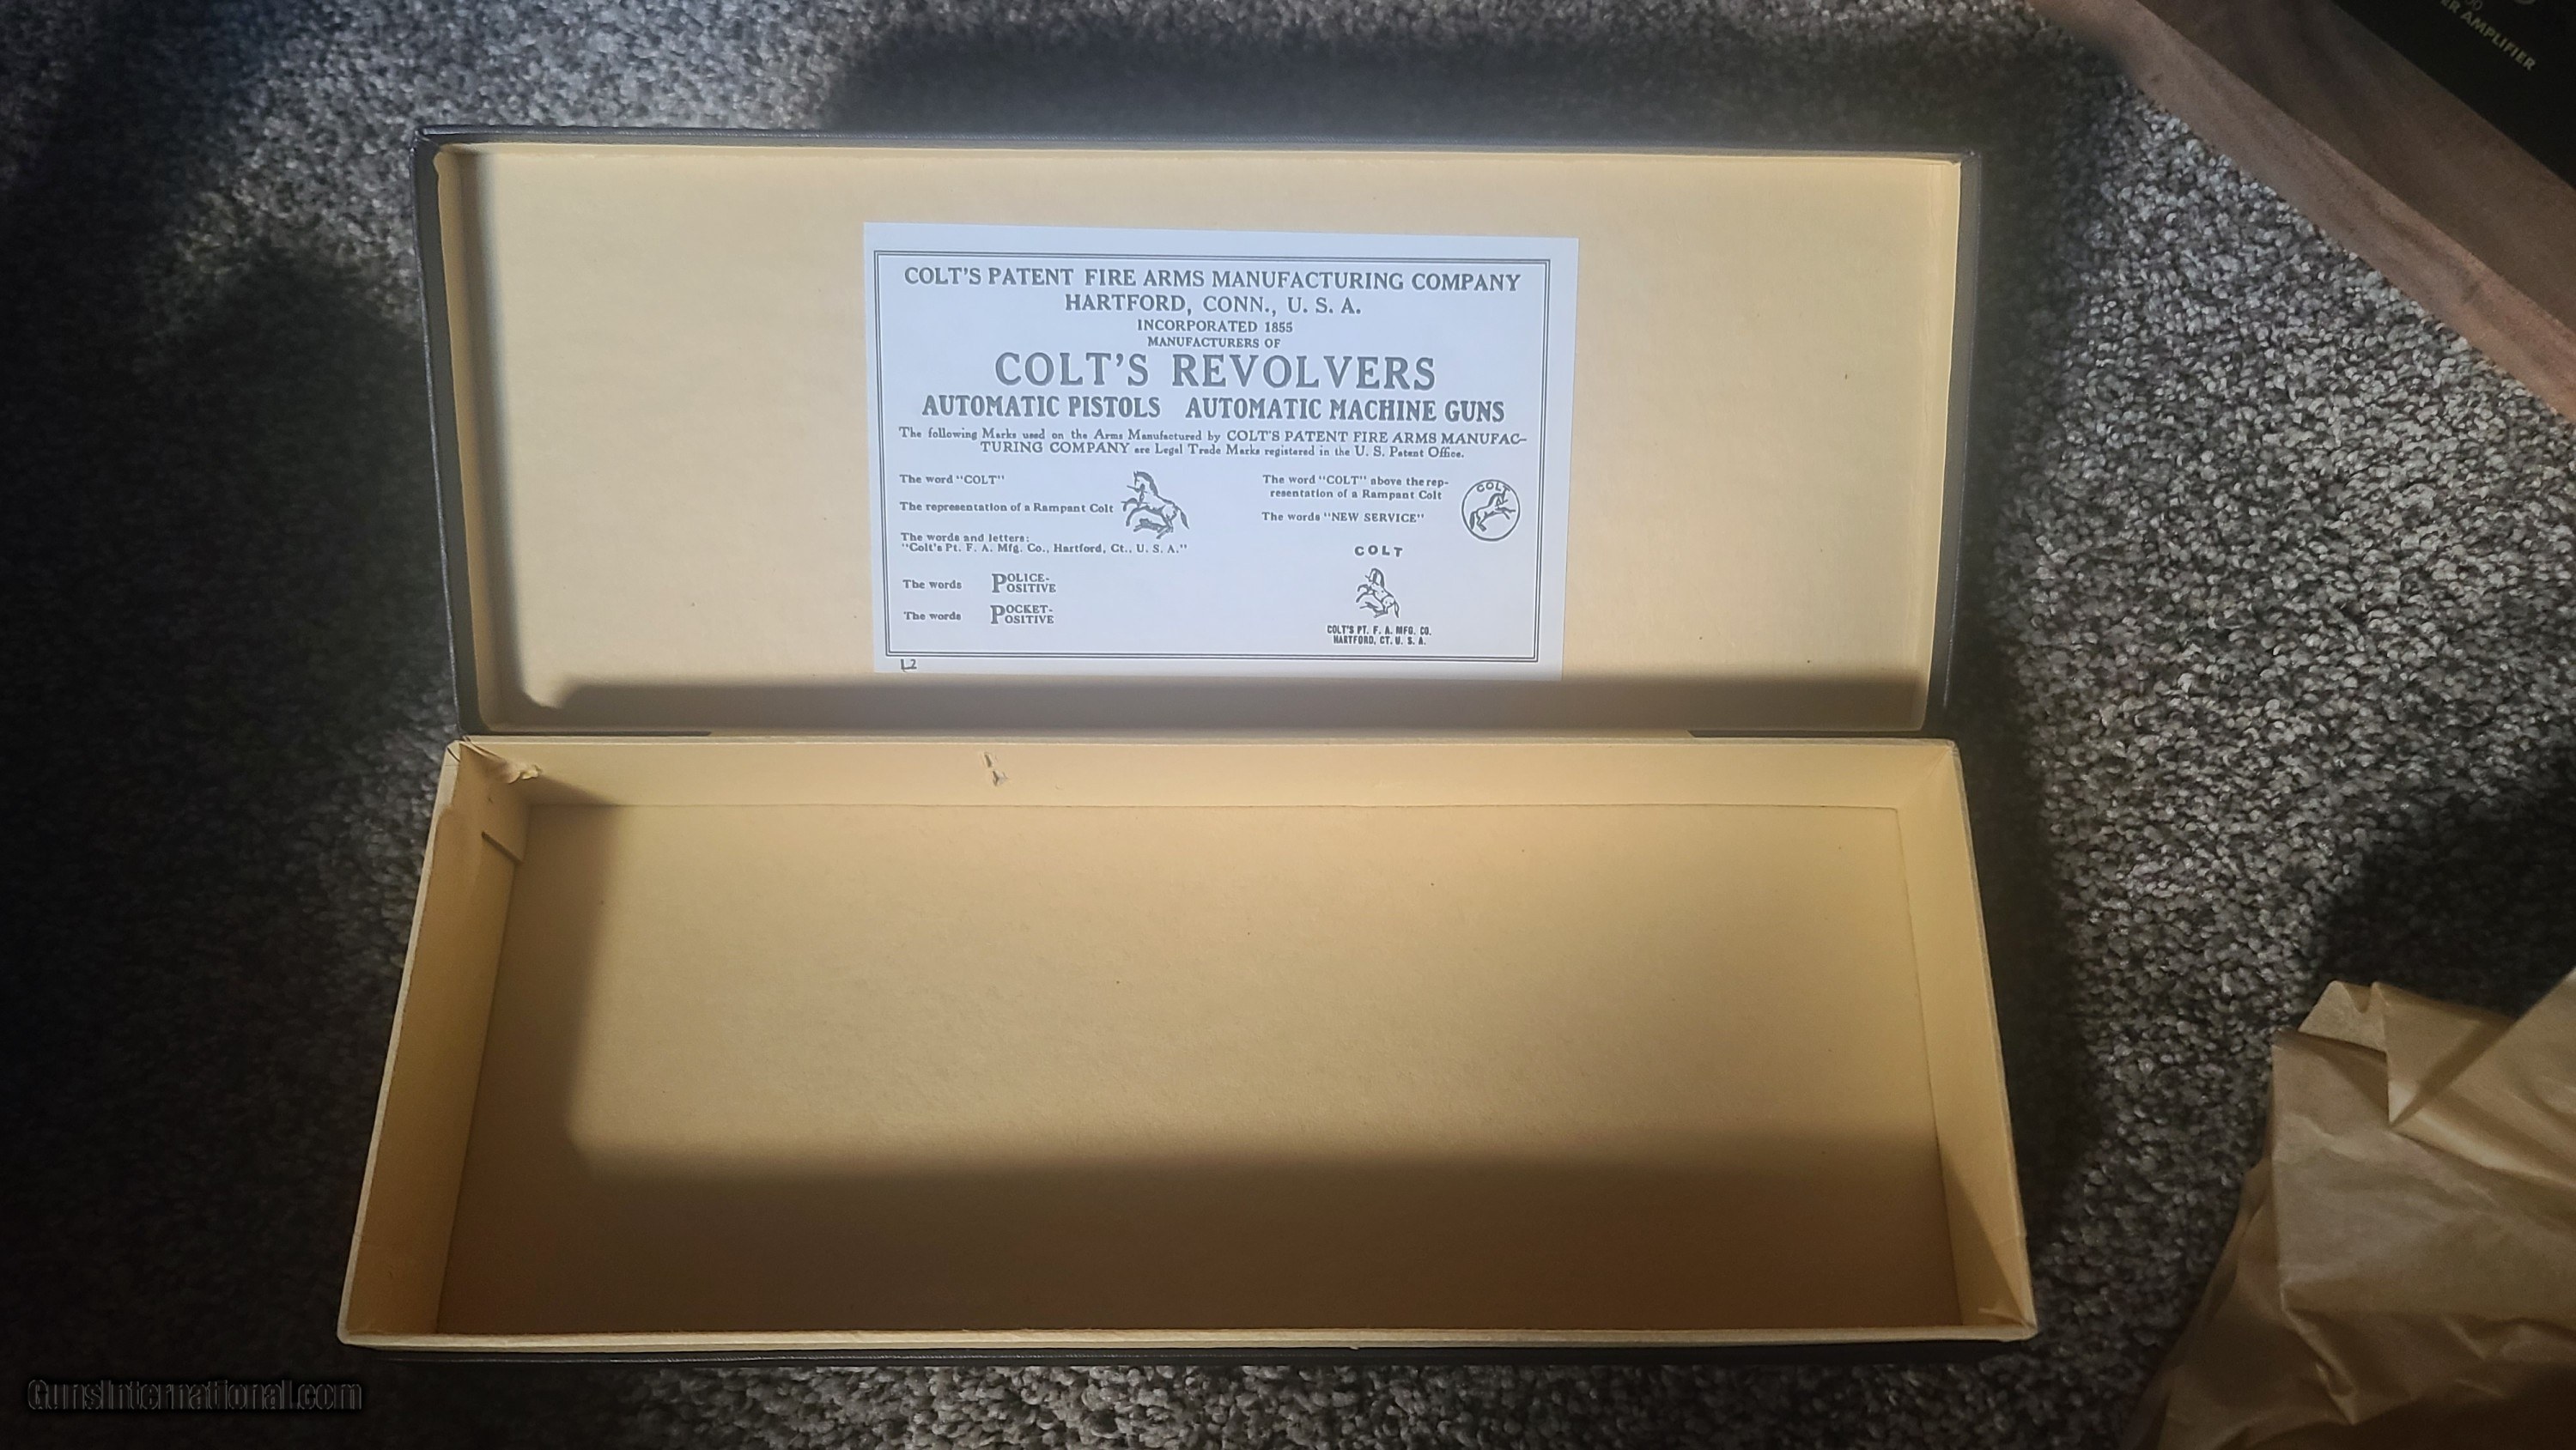 ER AMPLIFIER
COLT'S PATENT FIRE ARMS MANUFACTURING COMPANY
HARTFORD, CONN., U. S. A.
INCORPORATED 1855
MANUFACTURERS OF
COLT'S REVOLVERS
AUTOMATIC PISTOLS AUTOMATIC MACHINE GUNS
The following Marks used on the Arms Manufactured by COLT'S PATENT FIRE ARMS MANUFAC-
TURING COMPANY are Legal Trade Marks registered in the U. S. Patent Office.
The word "COLT"
The representation of a Rampant Colt
The words and letters:
"Colt's Pt. F. A. Mfg. Co., Hartford, Ct., U. S. A."
The words POLICE-POSITIVE
The words POCKET-POSITIVE
The word "COLT" above the rep-
resentation of a Rampant Colt
The words "NEW SERVICE"
COLT
COLT
COLT'S PT. F. A. MFG. CO.
HARTFORD, CT. U. S. A.
L2
GunsInternational.com